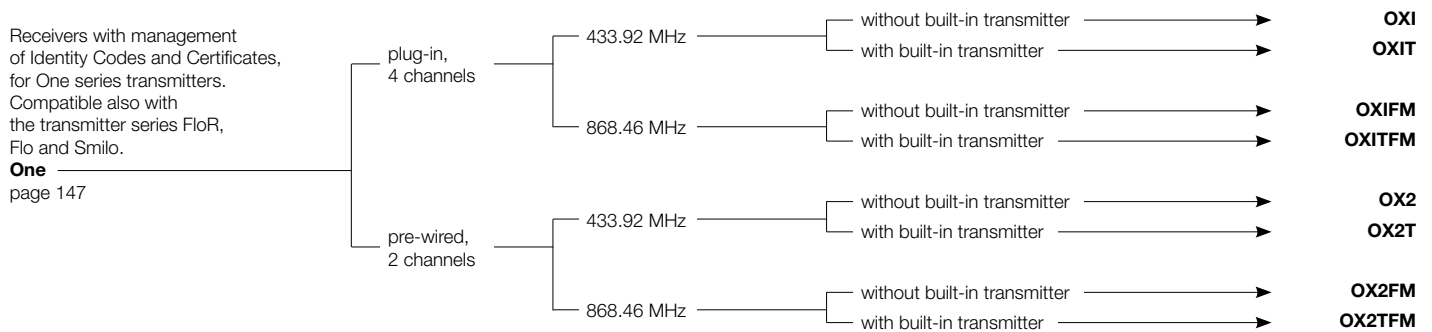 Receivers with management
of Identity Codes and Certificates,
for One series transmitters.
Compatible also with
the transmitter series FloR,
Flo and Smilo.
One
page 147
plug-in,
4 channels
433.92 MHz
without built-in transmitter
OXI
with built-in transmitter
OXIT
868.46 MHz
without built-in transmitter
OXIFM
with built-in transmitter
OXITFM
pre-wired,
2 channels
433.92 MHz
without built-in transmitter
OX2
with built-in transmitter
OX2T
868.46 MHz
without built-in transmitter
OX2FM
with built-in transmitter
OX2TFM